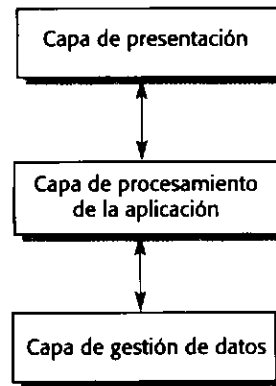 Capa de presentación
Capa de procesamiento
de la aplicación
Capa de gestión de datos